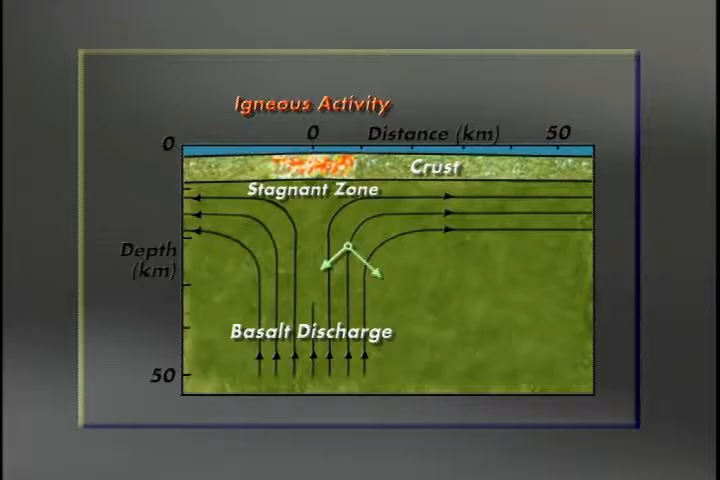 Igneous Activity
0 Distance (km) 50
0
Crust
Stagnant Zone
Depth
(km)
Basalt Discharge
50